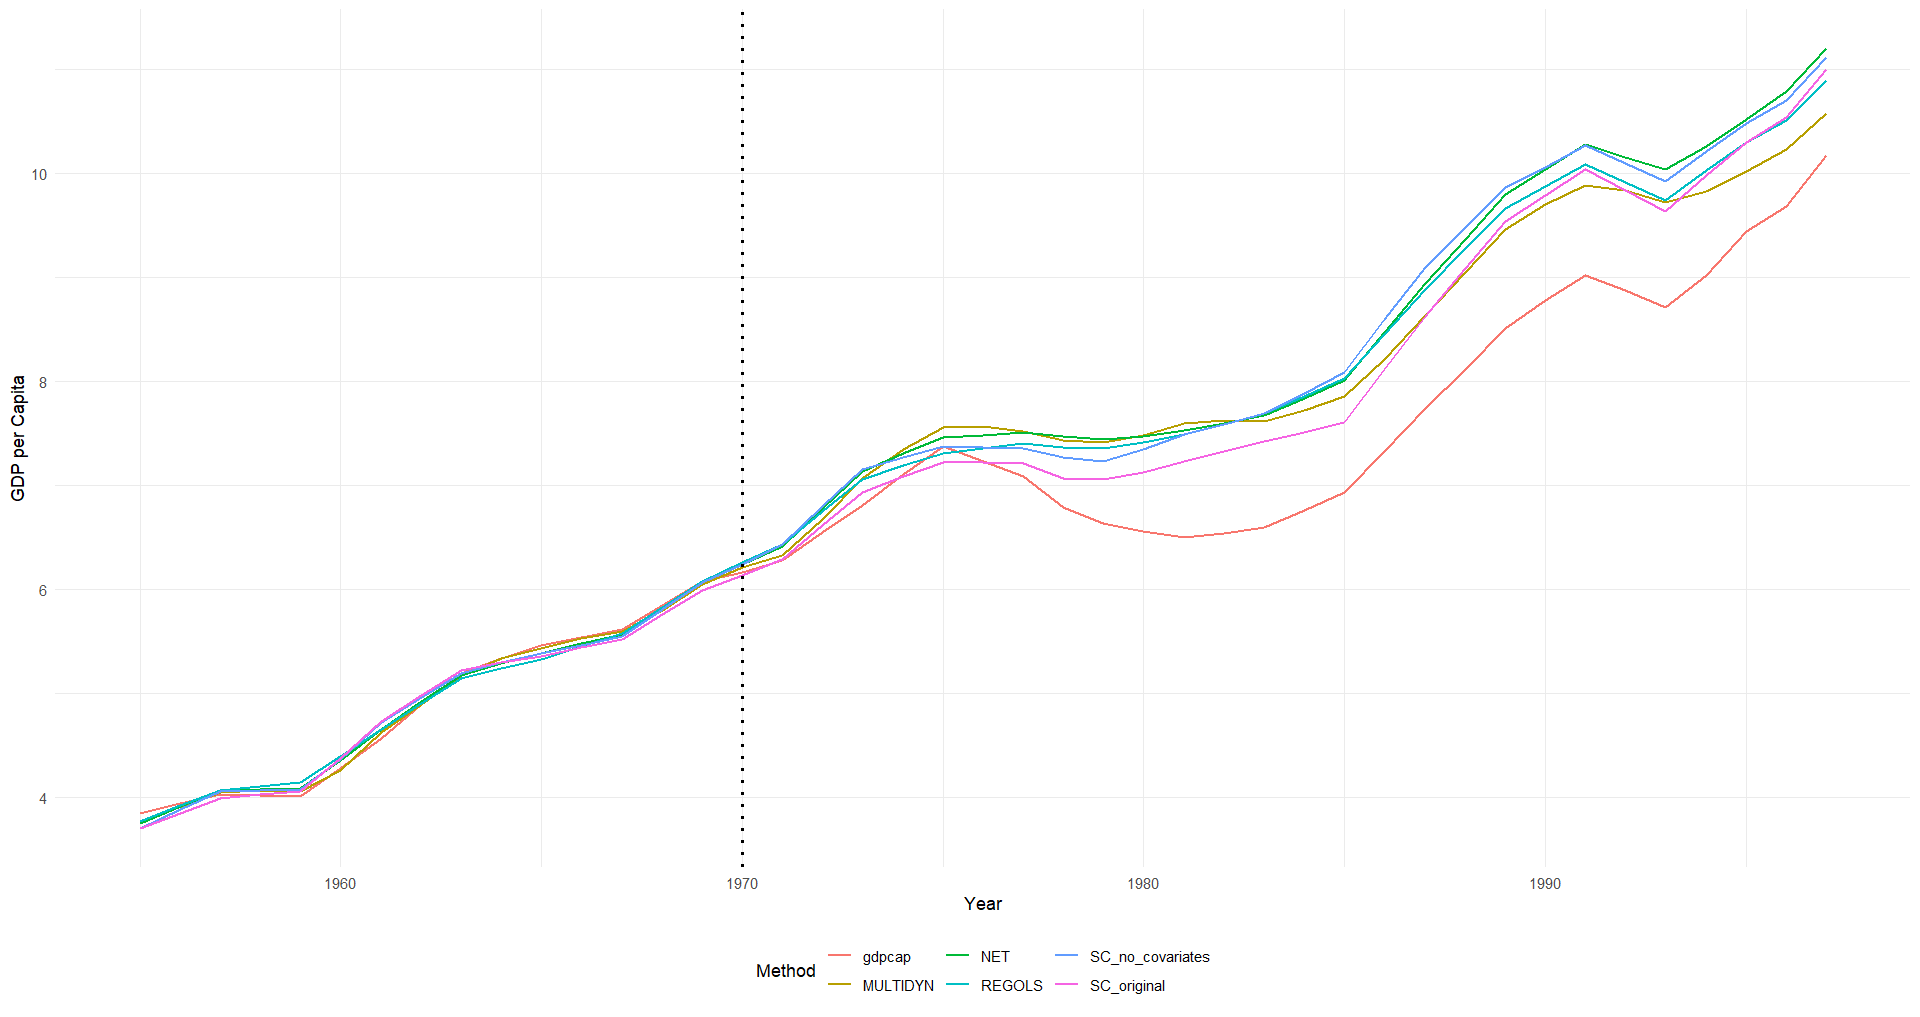 GDP per Capita
10
8
6
4
1960 1970 1980 1990
Year
Method
gdpcap NET SC_no_covariates
MULTIDYN REGOLS SC_original